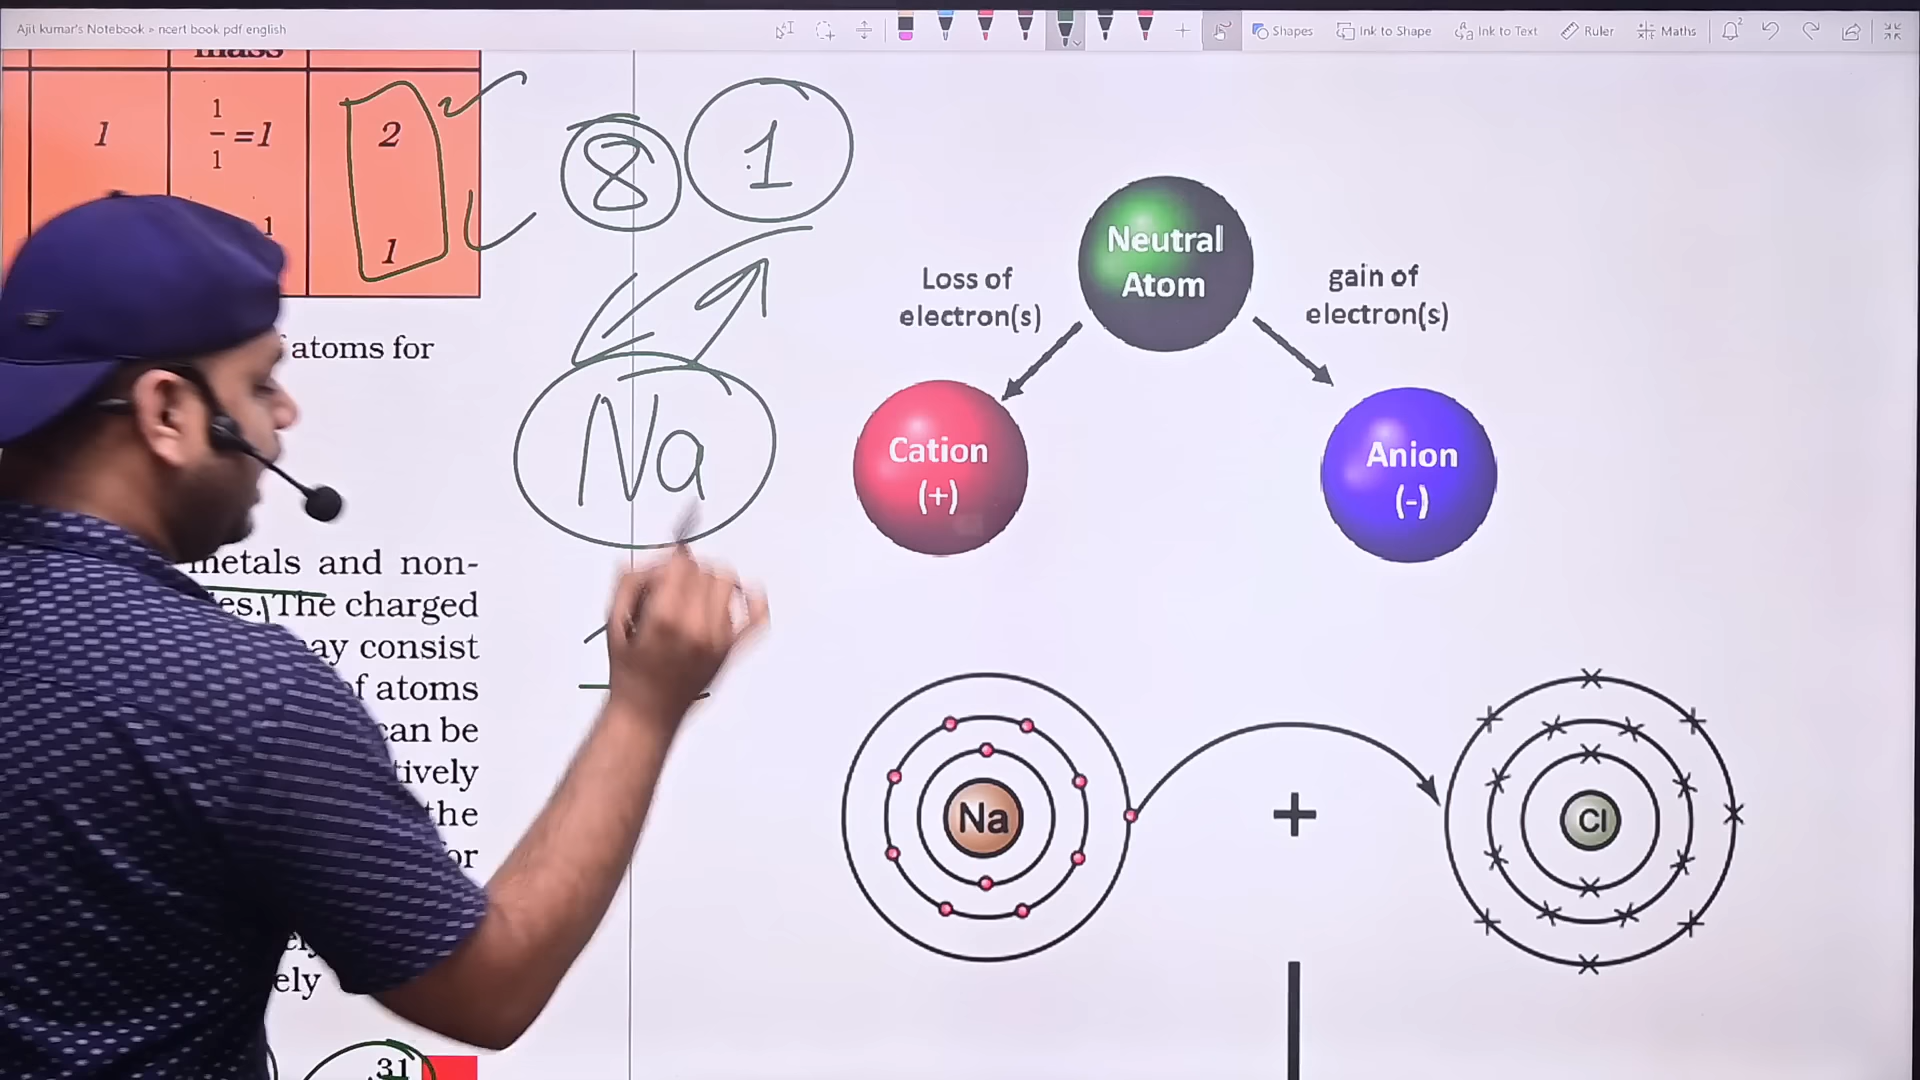 Ajit kumar's Notebook » ncert book pdf english
Shapes
Ink to Shape
Ink to Text
Ruler
Maths
mass
1
1
1
=1
2
1
1
atoms for
metals and non-
es. The charged
ay consist
f atoms
can be
tively
the
or
ely
31
8
1
Na
Neutral
Atom
Loss of
electron(s)
gain of
electron(s)
Cation
(+)
Anion
(-)
Na
+
Cl